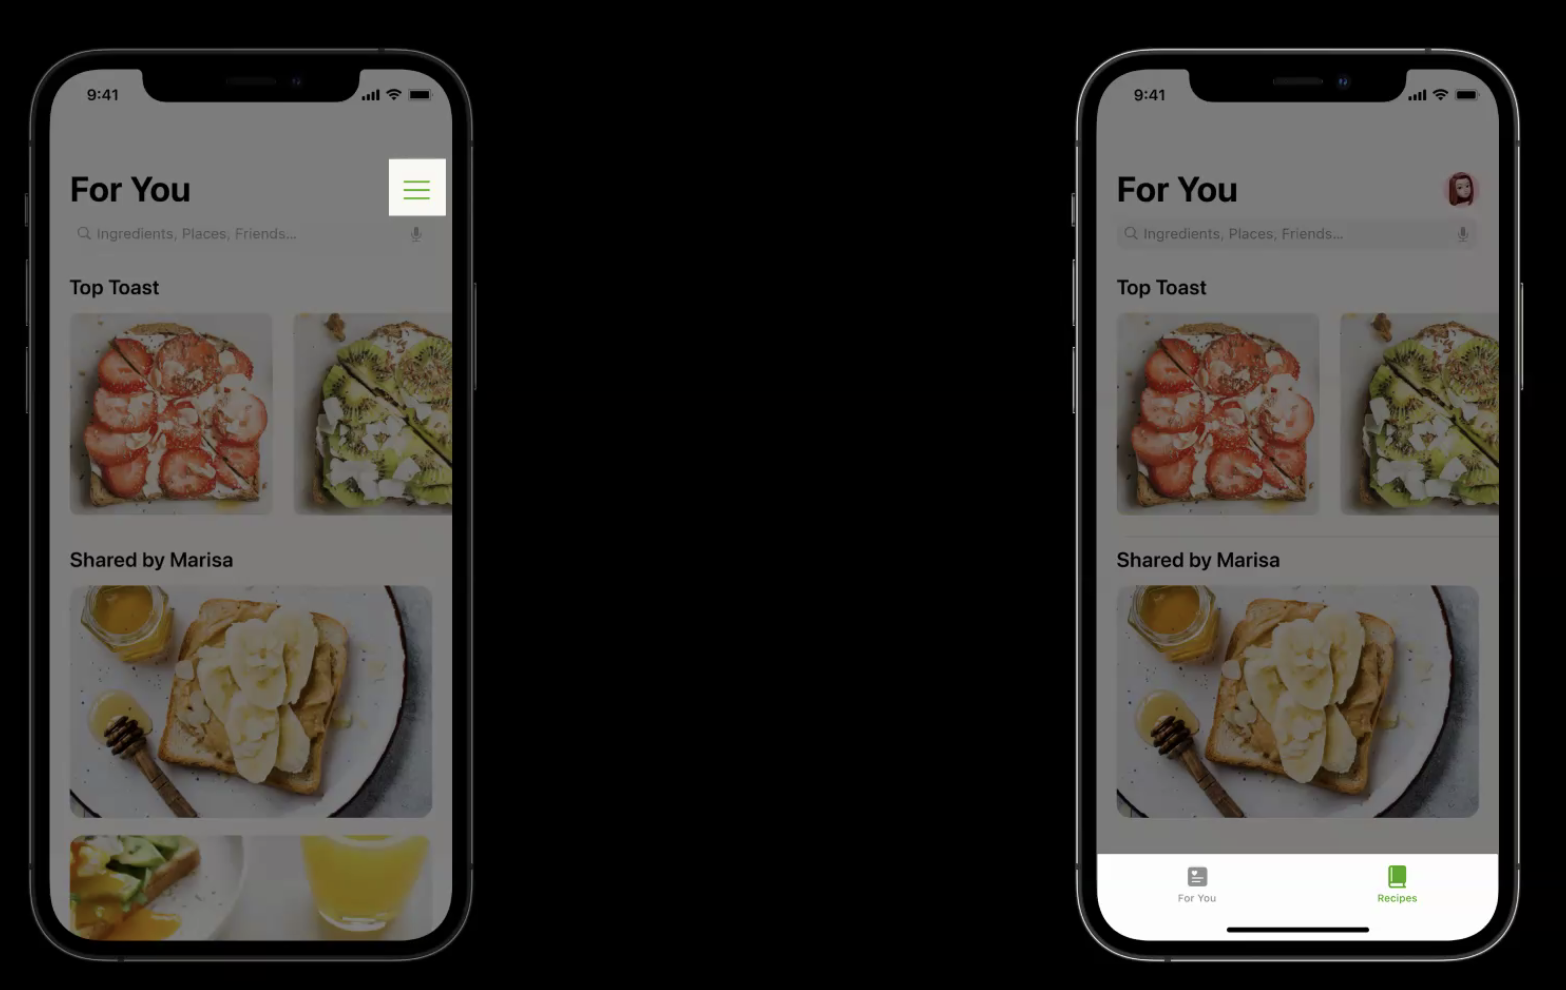 9:41
For You
Ingredients, Places, Friends...
Top Toast
Shared by Marisa
9:41
For You
Ingredients, Places, Friends...
Top Toast
Shared by Marisa
For You
Recipes